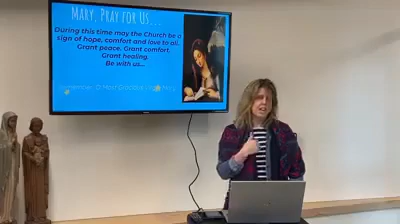 Mary, Pray for Us...
During this time may the Church be a
sign of hope, comfort and love to all.
Grant peace. Grant comfort.
Grant healing.
Be with us....
O Most